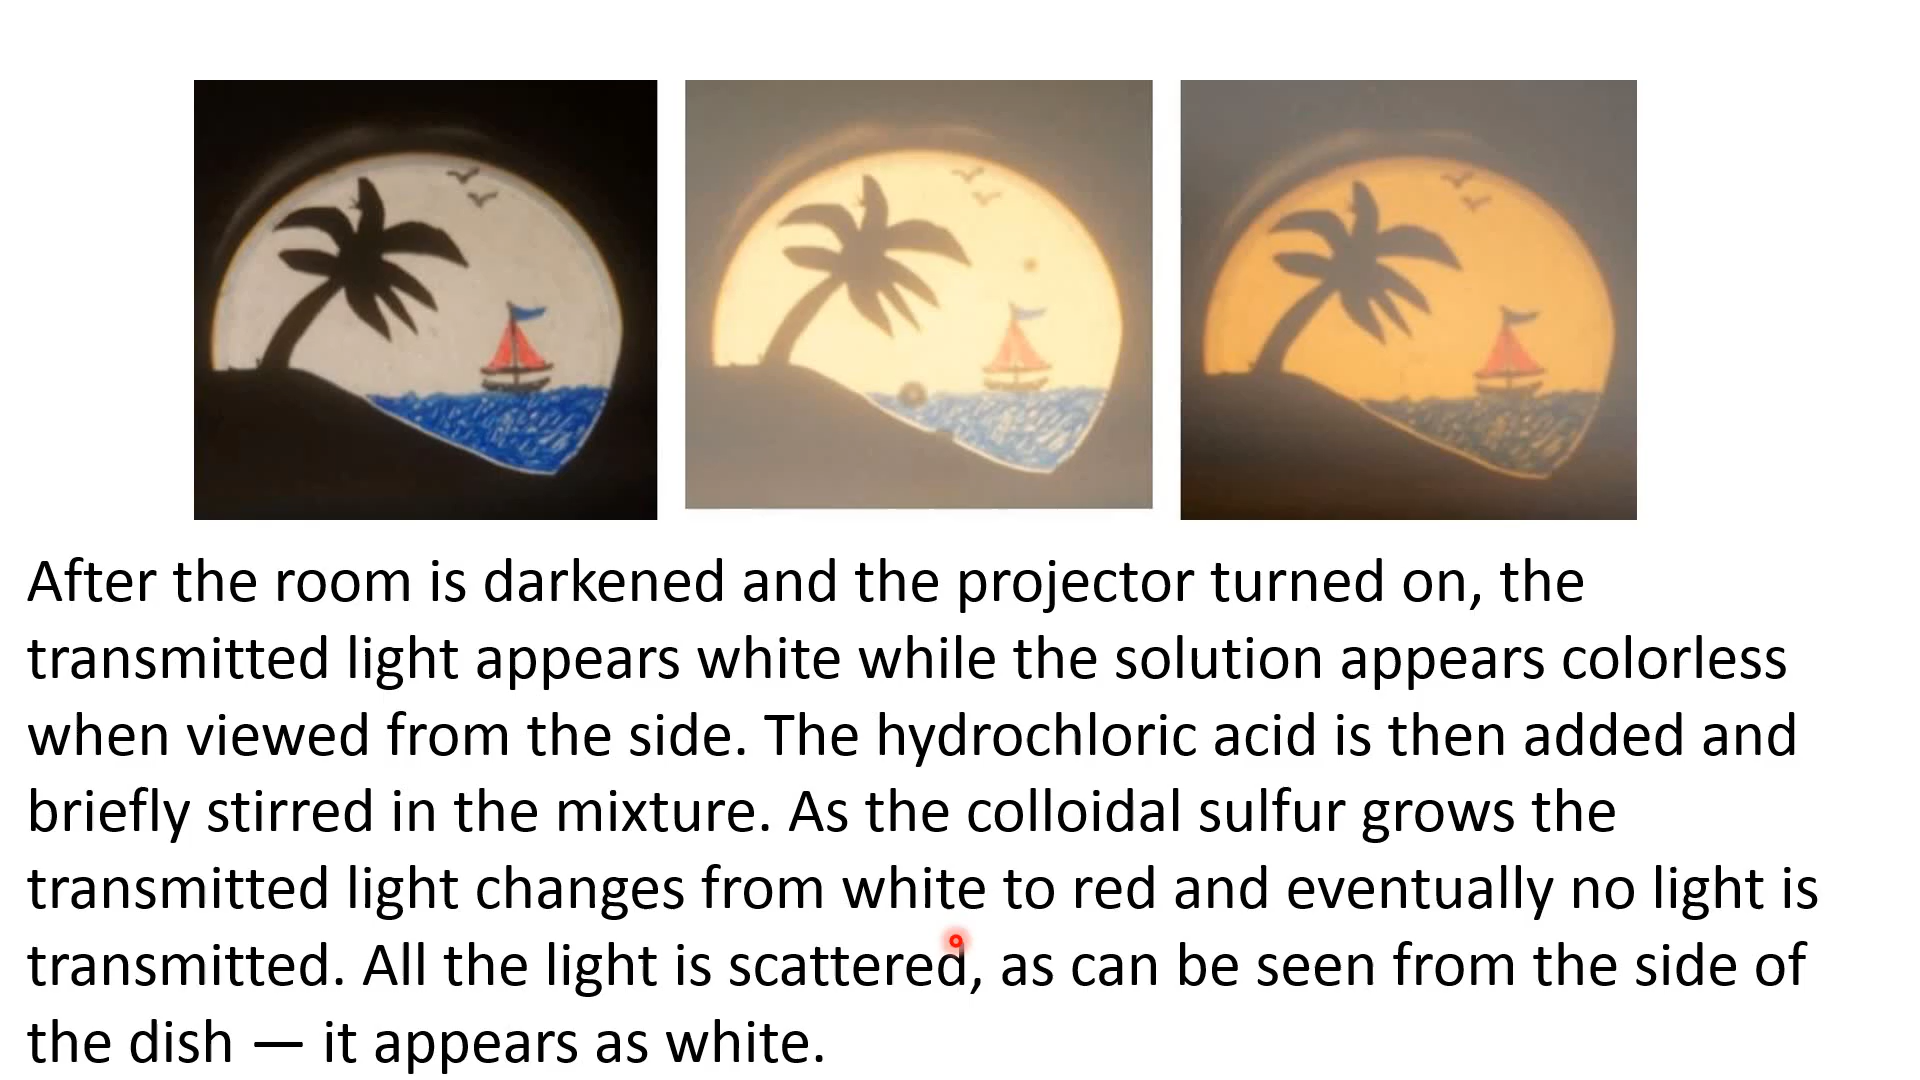 After the room is darkened and the projector turned on, the
transmitted light appears white while the solution appears colorless
when viewed from the side. The hydrochloric acid is then added and
briefly stirred in the mixture. As the colloidal sulfur grows the
transmitted light changes from white to red and eventually no light is
transmitted. All the light is scattered, as can be seen from the side of
the dish — it appears as white.